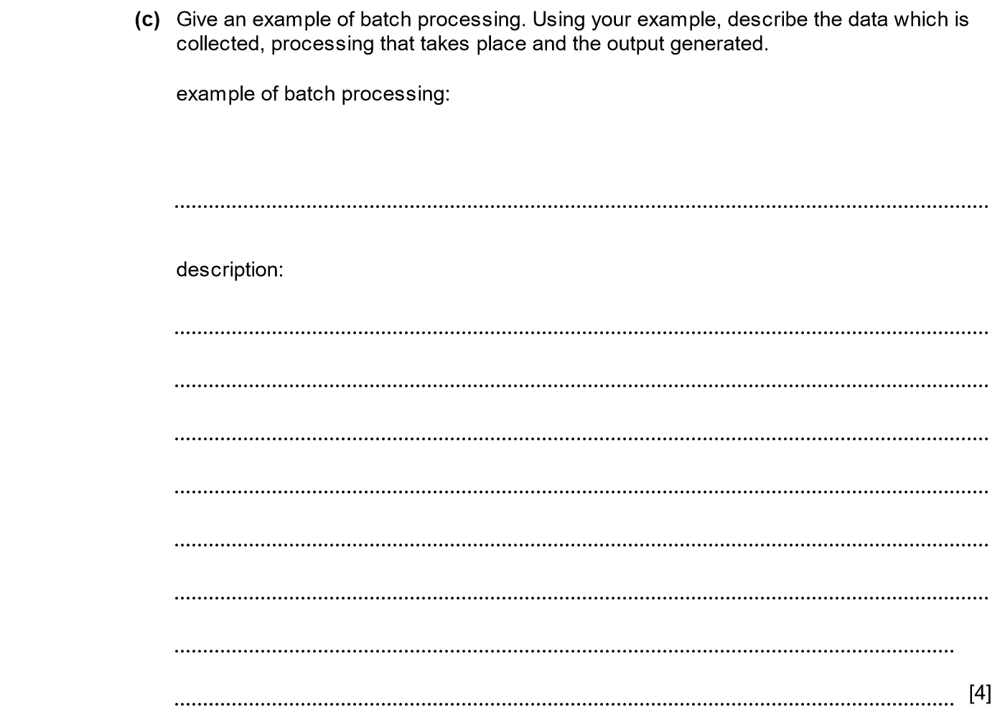 (c) Give an example of batch processing. Using your example, describe the data which is
collected, processing that takes place and the output generated.
example of batch processing:
................................................................................................................................................
description:
................................................................................................................................................
................................................................................................................................................
................................................................................................................................................
................................................................................................................................................
................................................................................................................................................
................................................................................................................................................
..........................................................................................................................................
.......................................................................................................................................... [4]